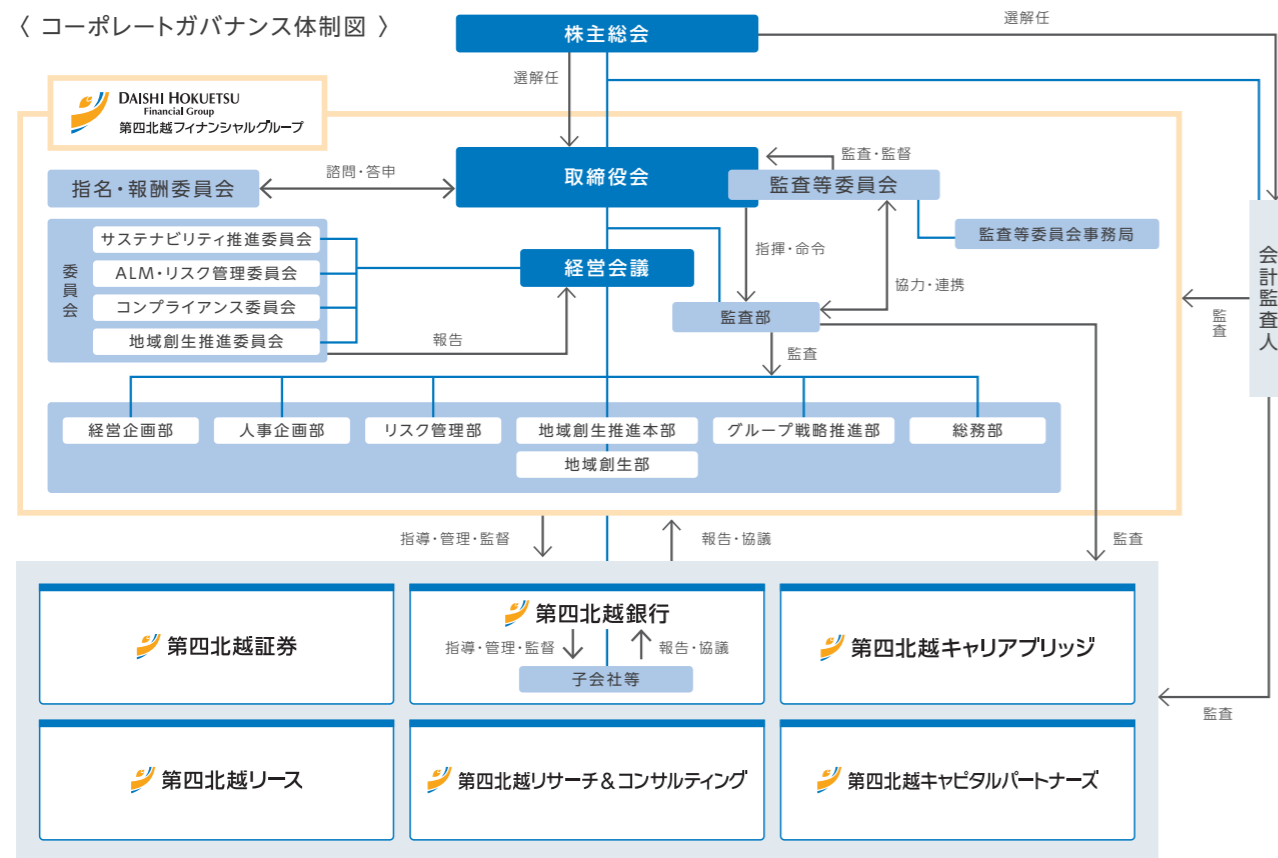 〈 コーポレートガバナンス体制図 〉
株主総会
選解任
選解任
DAISHI HOKUETSU
Financial Group
第四北越フィナンシャルグループ
取締役会
監査・監督
監査等委員会
指名・報酬委員会
諮問・答申
監査等委員会事務局
委員会
サステナビリティ推進委員会
ALM・リスク管理委員会
コンプライアンス委員会
地域創生推進委員会
経営会議
指揮・命令
協力・連携
報告
監査部
監査
会計監査人
監査
経営企画部
人事企画部
リスク管理部
地域創生推進本部
地域創生部
グループ戦略推進部
総務部
指導・管理・監督
報告・協議
監査
第四北越証券
第四北越銀行
指導・管理・監督
報告・協議
子会社等
第四北越キャリアブリッジ
監査
第四北越リース
第四北越リサーチ&コンサルティング
第四北越キャピタルパートナーズ